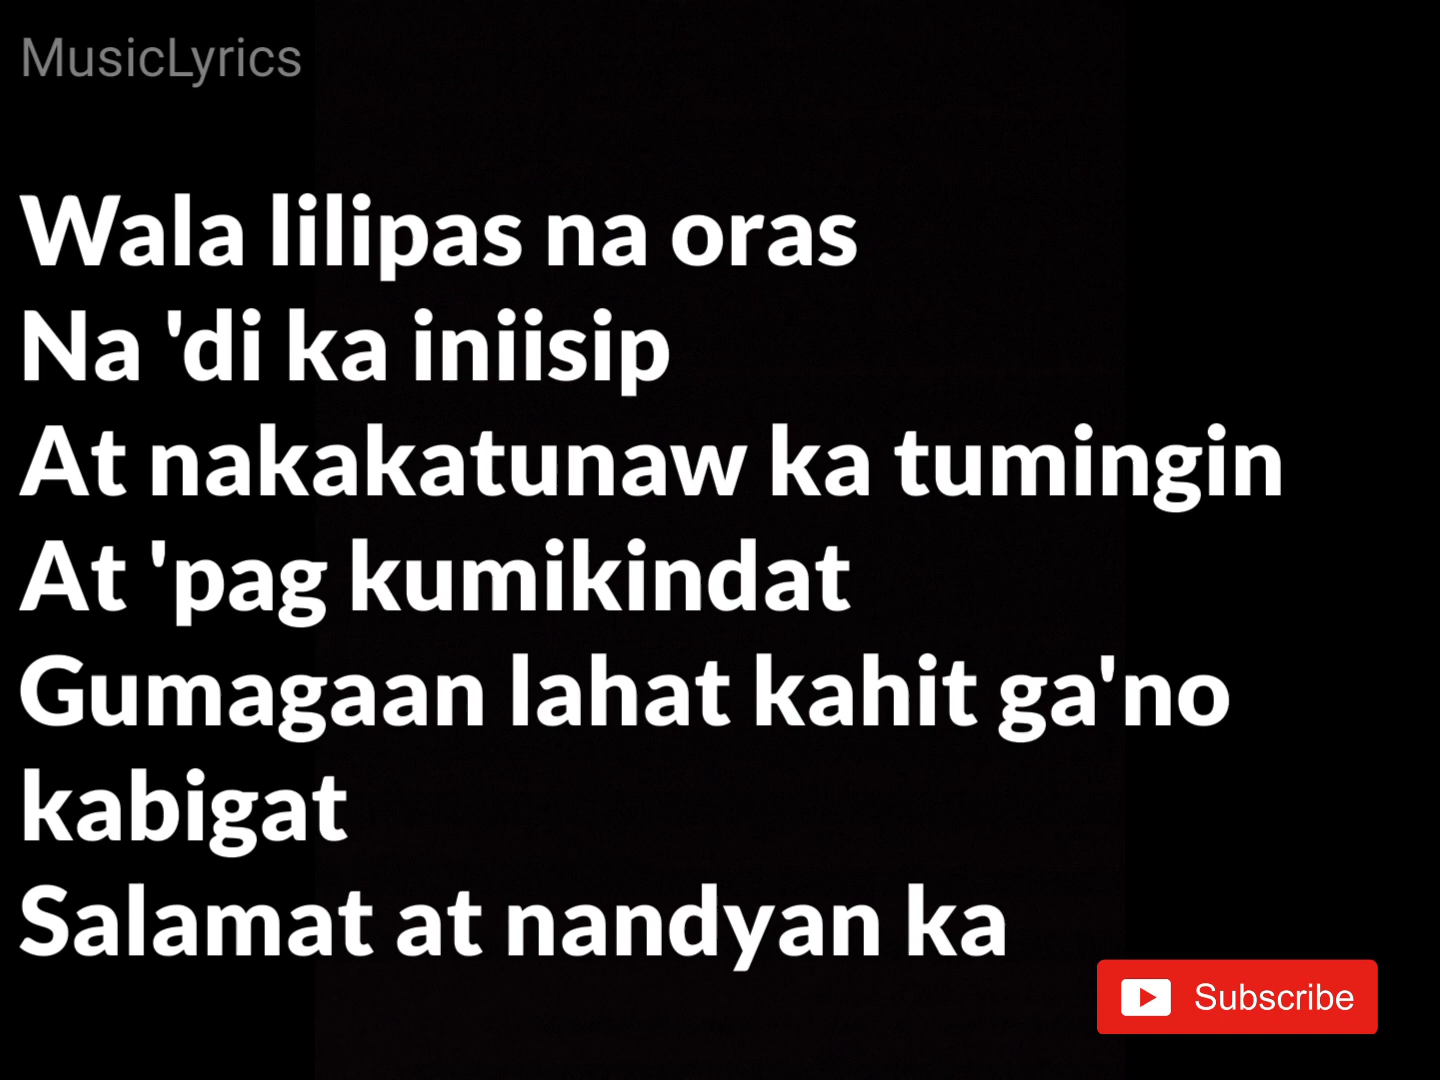 MusicLyrics
Wala lilipas na oras
Na 'di ka iniisip
At nakakatunaw ka tumingin
At 'pag kumikindat
Gumagaan lahat kahit ga'no
kabigat
Salamat at nandyan ka
Subscribe